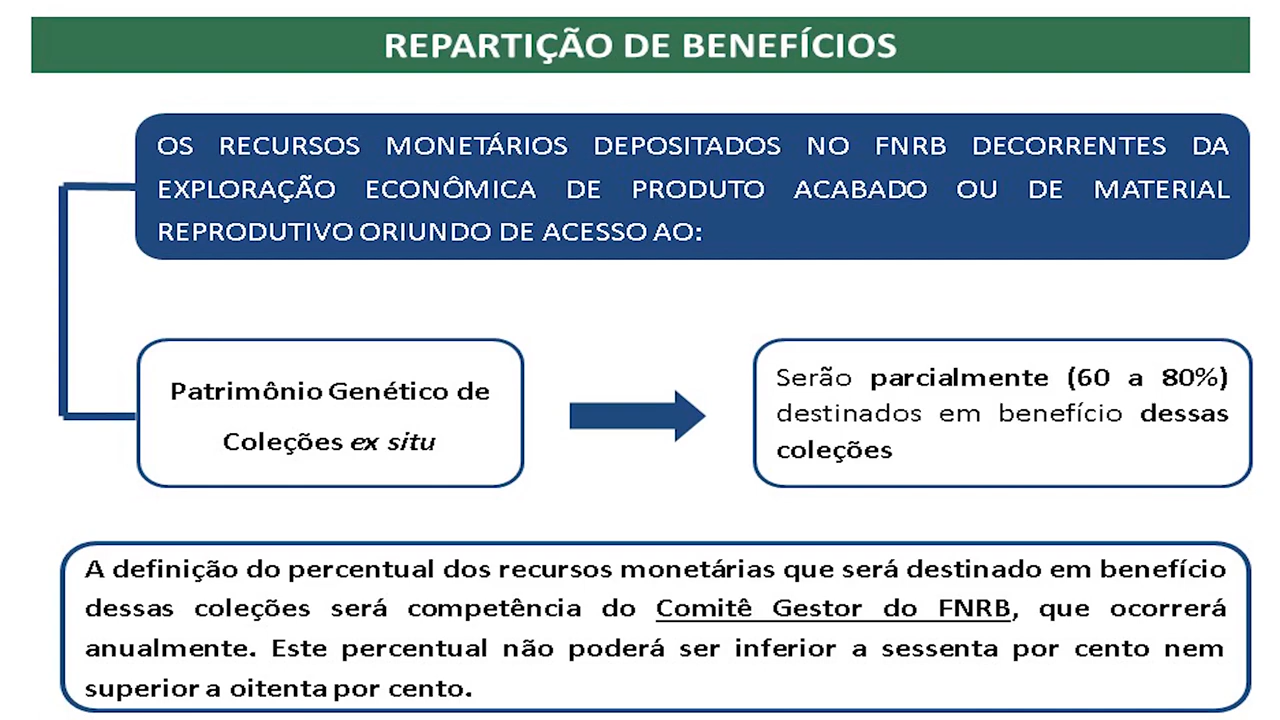 REPARTIÇÃO DE BENEFÍCIOS
OS RECURSOS MONETÁRIOS DEPOSITADOS NO FNRB DECORRENTES DA
EXPLORAÇÃO ECONÔMICA DE PRODUTO ACABADO OU DE MATERIAL
REPRODUTIVO ORIUNDO DE ACESSO AO:
Patrimônio Genético de
Coleções ex situ
Serão parcialmente (60 a 80%)
destinados em benefício dessas
coleções
A definição do percentual dos recursos monetárias que será destinado em benefício
dessas coleções será competência do Comitê Gestor do FNRB, que ocorrerá
anualmente. Este percentual não poderá ser inferior a sessenta por cento nem
superior a oitenta por cento.